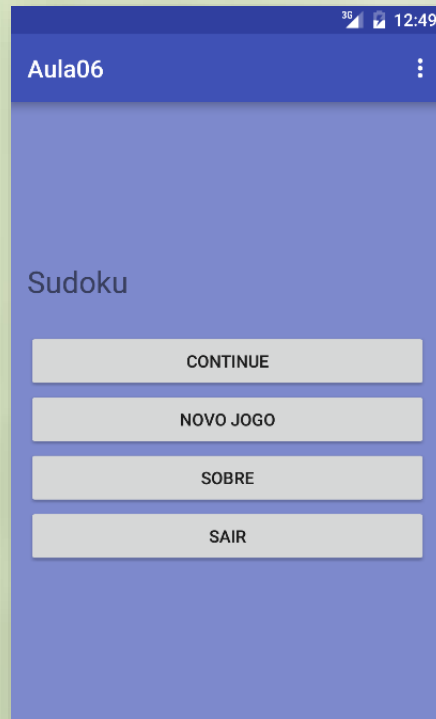 3G 12:49
Aula06
Sudoku
CONTINUE
NOVO JOGO
SOBRE
SAIR